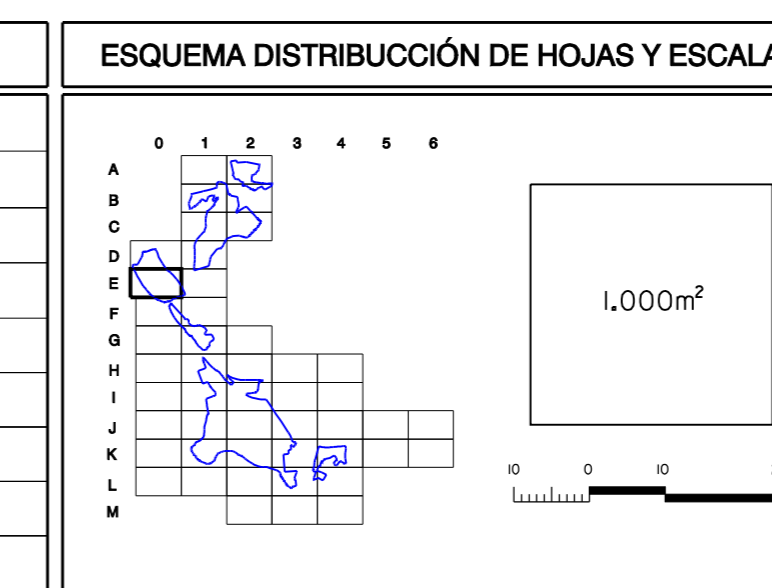 ESQUEMA DISTRIBUCCIÓN DE HOJAS Y ESCALA
0 1 2 3 4 5 6
A
B
C
D
E
F
G
H
I
J
K
L
M
1.000m²
10 0 10